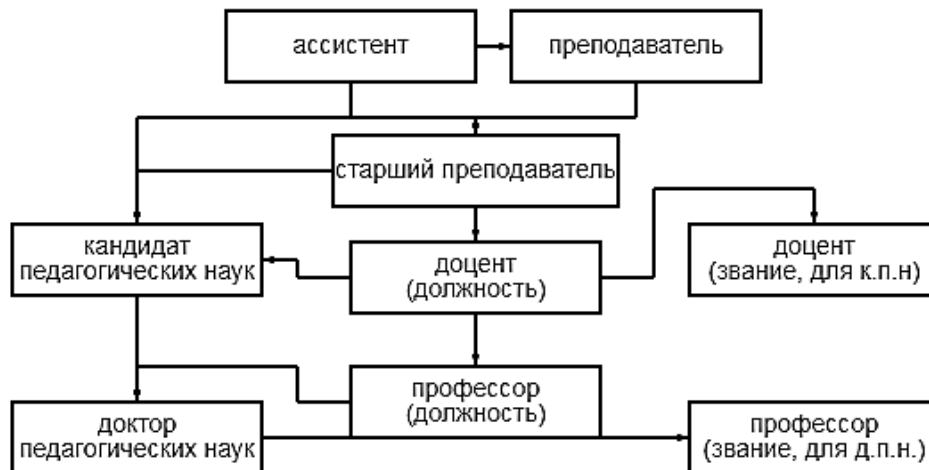 ассистент
преподаватель
старший преподаватель
кандидат
педагогических наук
доцент
(должность)
доцент
(звание, для к.п.н)
профессор
(должность)
доктор
педагогических наук
профессор
(звание, для д.п.н.)